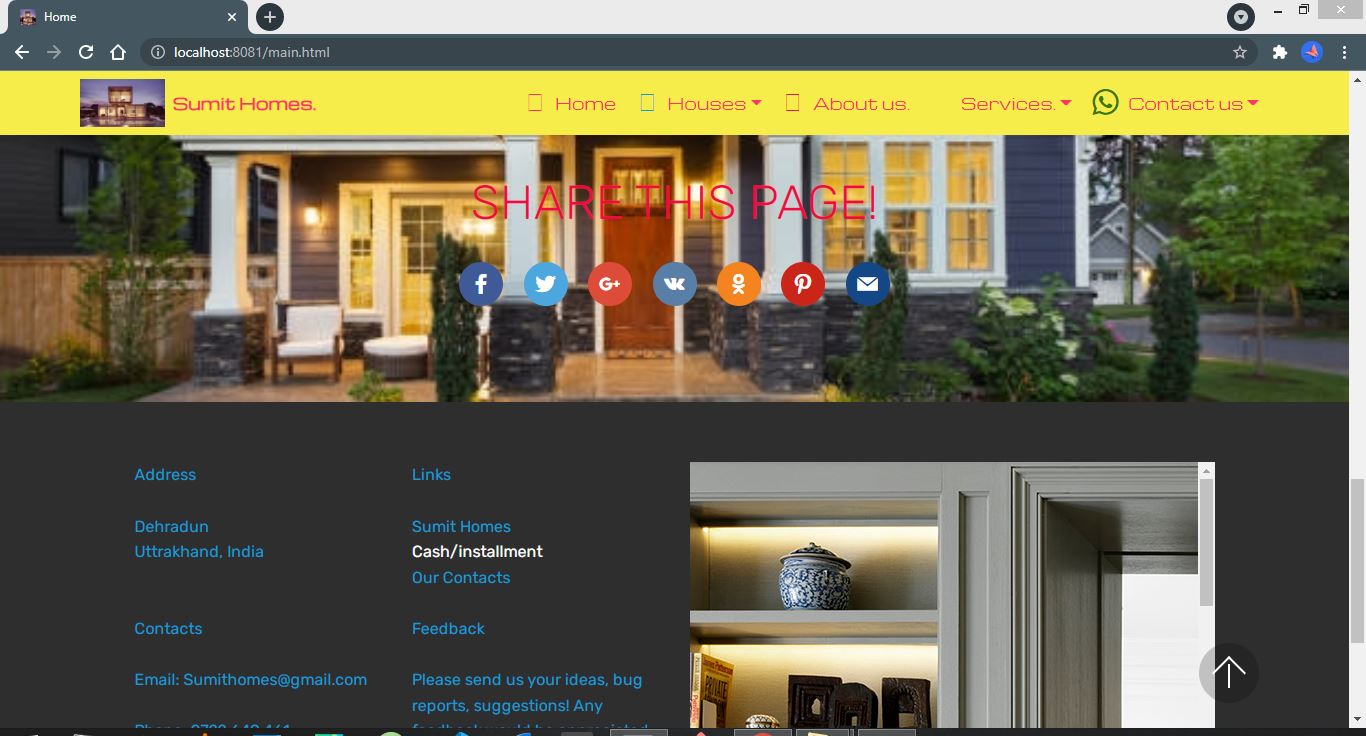 Home
localhost:8081/main.html
Sumit Homes.
Home
Houses
About us.
Services.
Contact us
SHARE THIS PAGE!
Address
Links
Dehradun
Sumit Homes
Uttrakhand, India
Cash/installment
Our Contacts
Contacts
Feedback
Email: Sumithomes@gmail.com
Please send us your ideas, bug
reports, suggestions! Any
PRIVATE